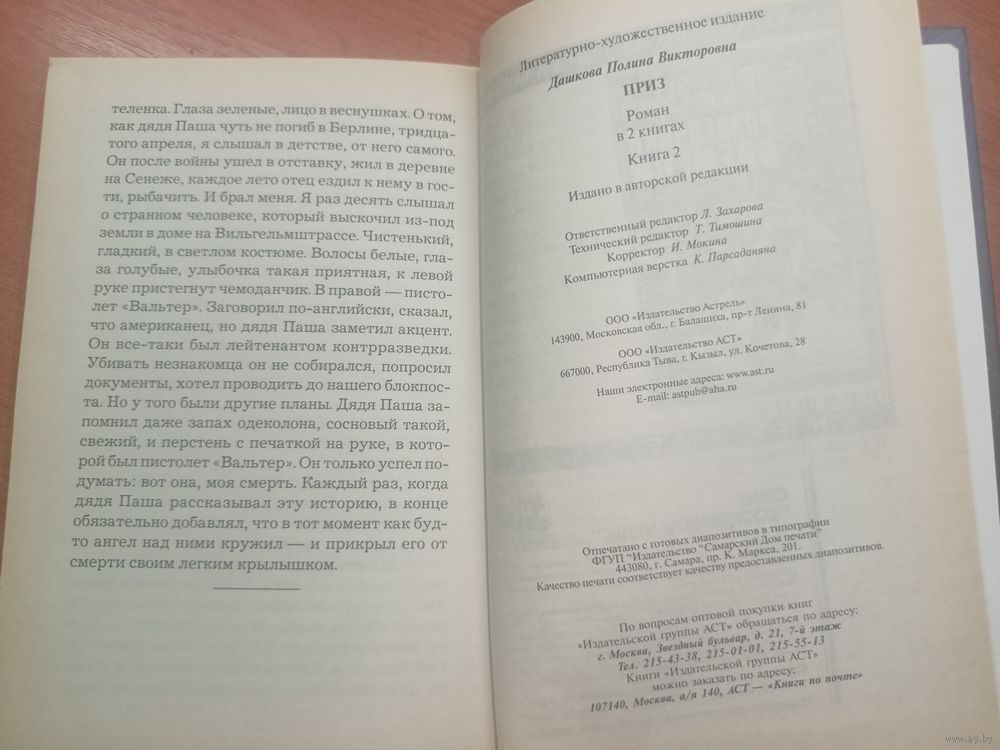 теленка. Глаза зеленые, лицо в веснушках. О том,
как дядя Паша чуть не погиб в Берлине, тридца-
того апреля, я слышал в детстве, от него самого.
Он после войны ушел в отставку, жил в деревне
на Сенеже, каждое лето отец ездил к нему в гос-
ти, рыбачить. И брал меня. Я раз десять слышал
о странном человеке, который выскочил из-под
земли в доме на Вильгельмштрассе. Чистенький,
гладкий, в светлом костюме. Волосы белые, гла-
за голубые, улыбочка такая приятная, к левой
руке пристегнут чемоданчик. В правой — писто-
лет «Вальтер». Заговорил по-английски, сказал,
что американец, но дядя Паша заметил акцент.
Он все-таки был лейтенантом контрразведки.
Убивать незнакомца он не собирался, попросил
документы, хотел проводить до нашего блокпос-
та. Но у того были другие планы. Дядя Паша за-
помнил даже запах одеколона, сосновый такой,
свежий, и перстень с печаткой на руке, в кото-
рой был пистолет «Вальтер». Он только успел по-
думать: вот она, моя смерть. Каждый раз, когда
дядя Паша рассказывал эту историю, в конце
обязательно добавлял, что в тот момент как буд-
то ангел над ними кружил — и прикрыл его от
смерти своим легким крылышком.
Литературно-художественное издание
Дашкова Полина Викторовна
ПРИЗ
Роман
в 2 книгах
Книга 2
Издано в авторской редакции
Ответственный редактор Л. Захарова
Технический редактор Т. Тимошина
Корректор И. Мокина
Компьютерная верстка К. Парсаданяна
ООО «Издательство Астрель»
143900, Московская обл., г. Балашиха, пр-т Ленина, 81
ООО «Издательство АСТ»
667000, Республика Тыва, г. Кызыл, ул. Кочетова, 28
Наши электронные адреса: www.ast.ru
E-mail: astpub@aha.ru
Отпечатано с готовых диапозитивов в типографии
ФГУП "Издательство "Самарский Дом печати"
443080, г. Самара, пр. К. Маркса, 201.
Качество печати соответствует качеству предоставленных диапозитивов.
По вопросам оптовой покупки книг
«Издательской группы АСТ» обращаться по адресу:
г. Москва, Звездный бульвар, д. 21, 7-й этаж
Тел. 215-43-38, 215-01-01, 215-55-13
Книги «Издательской группы АСТ»
можно заказать по адресу:
107140, Москва, а/я 140, АСТ — «Книги по почте»
www.ay.by